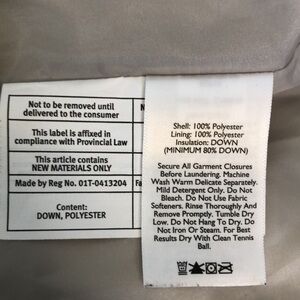 Not to be removed until
delivered to the consumer
This label is affixed in
compliance with Provincial Law
This article contains
NEW MATERIALS ONLY
Made by Reg No. 01T-0413204
Content:
DOWN, POLYESTER
Shell: 100% Polyester
Lining: 100% Polyester
Insulation: DOWN
(MINIMUM 80% DOWN)
Secure All Garment Closures
Before Laundering. Machine
Wash Warm Delicate Separately.
Mild Detergent Only. Do Not
Bleach. Do Not Use Fabric
Softeners. Rinse Thoroughly And
Remove Promptly. Tumble Dry
Low. Do Not Hang To Dry. Do
Not Iron Or Steam. For Best
Results Dry With Clean Tennis
Ball.